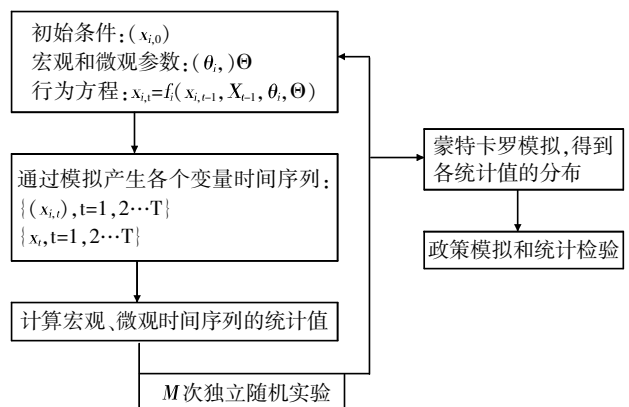 初始条件:(xi,0)
宏观和微观参数:(θi,)Θ
行为方程:xi,t=fi(xi,t-1,Xt-1,θi,Θ)
通过模拟产生各个变量时间序列:
{(xi,t),t=1,2…T}
{xt,t=1,2…T}
计算宏观、微观时间序列的统计值
M次独立随机实验
蒙特卡罗模拟,得到
各统计值的分布
政策模拟和统计检验